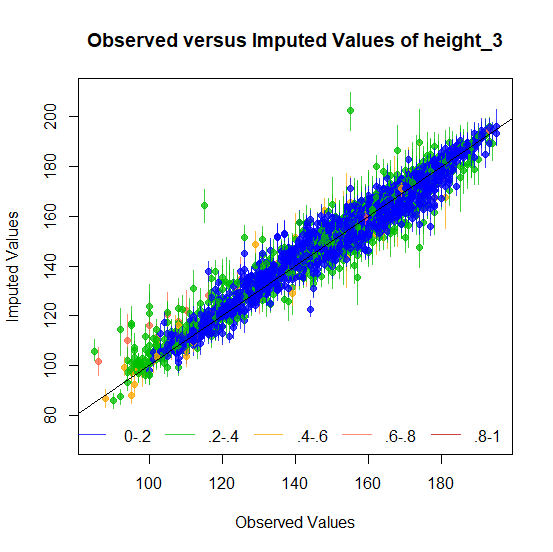 Observed versus Imputed Values of height_3
Imputed Values
200
180
160
140
120
100
80
0-.2 .2-.4 .4-.6 .6-.8 .8-1
100 120 140 160 180
Observed Values